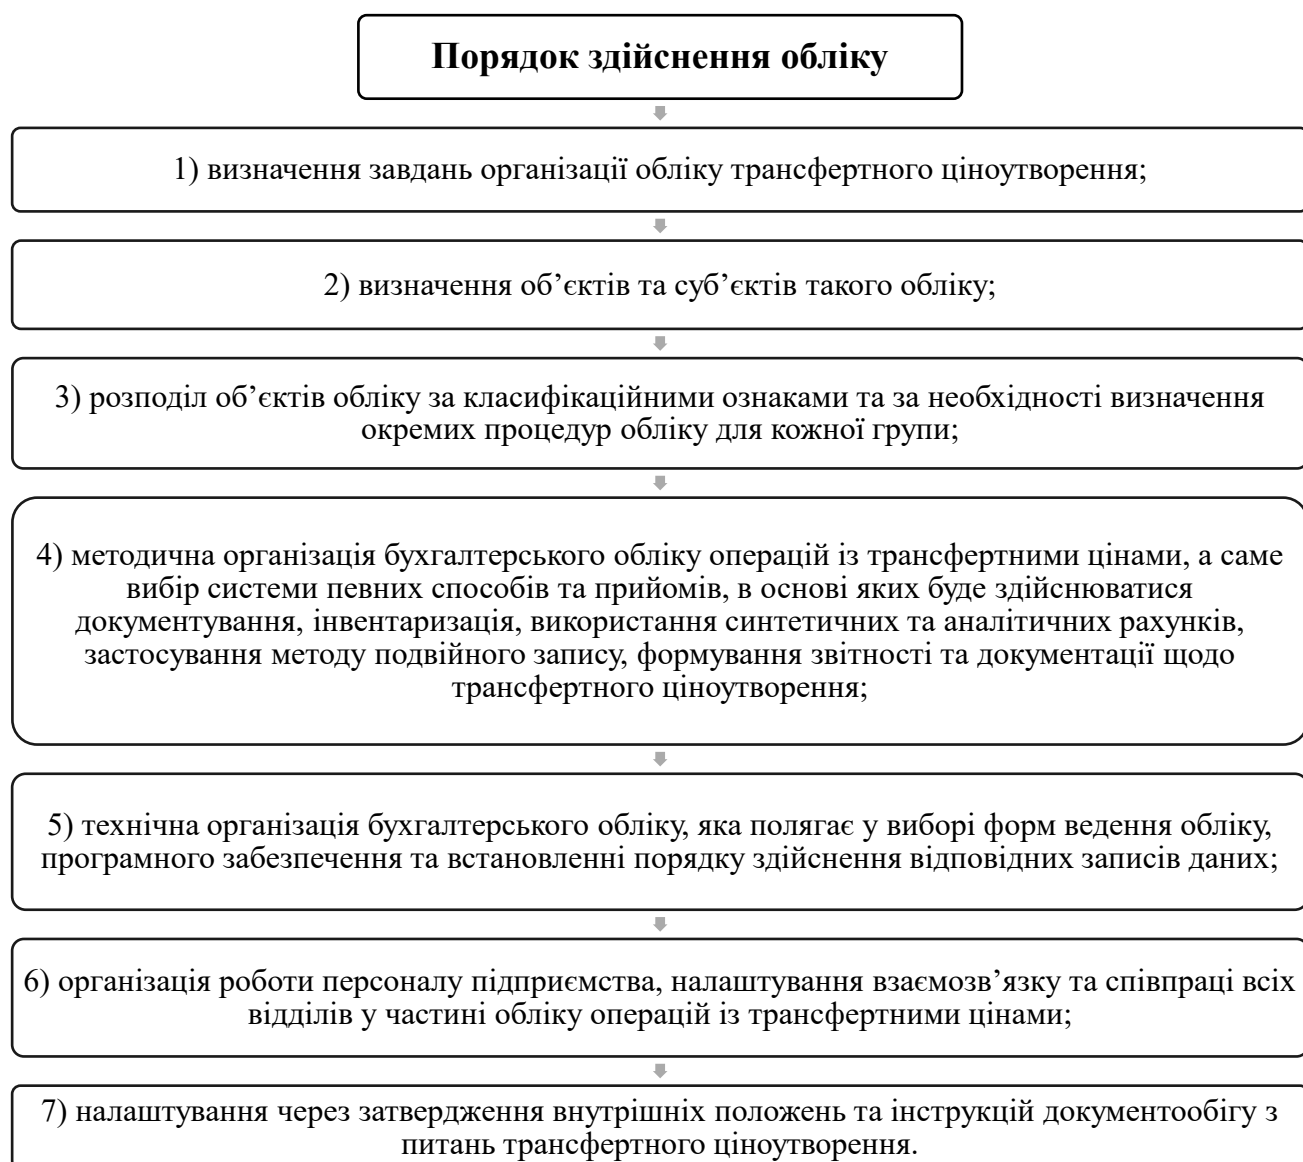 Порядок здійснення обліку
1) визначення завдань організації обліку трансфертного ціноутворення;
2) визначення об’єктів та суб’єктів такого обліку;
3) розподіл об’єктів обліку за класифікаційними ознаками та за необхідності визначення
окремих процедур обліку для кожної групи;
4) методична організація бухгалтерського обліку операцій із трансфертними цінами, а саме
вибір системи певних способів та прийомів, в основі яких буде здійснюватися
документування, інвентаризація, використання синтетичних та аналітичних рахунків,
застосування методу подвійного запису, формування звітності та документації щодо
трансфертного ціноутворення;
5) технічна організація бухгалтерського обліку, яка полягає у виборі форм ведення обліку,
програмного забезпечення та встановленні порядку здійснення відповідних записів даних;
6) організація роботи персоналу підприємства, налаштування взаємозв’язку та співпраці всіх
відділів у частині обліку операцій із трансфертними цінами;
7) налаштування через затвердження внутрішніх положень та інструкцій документообігу з
питань трансфертного ціноутворення.